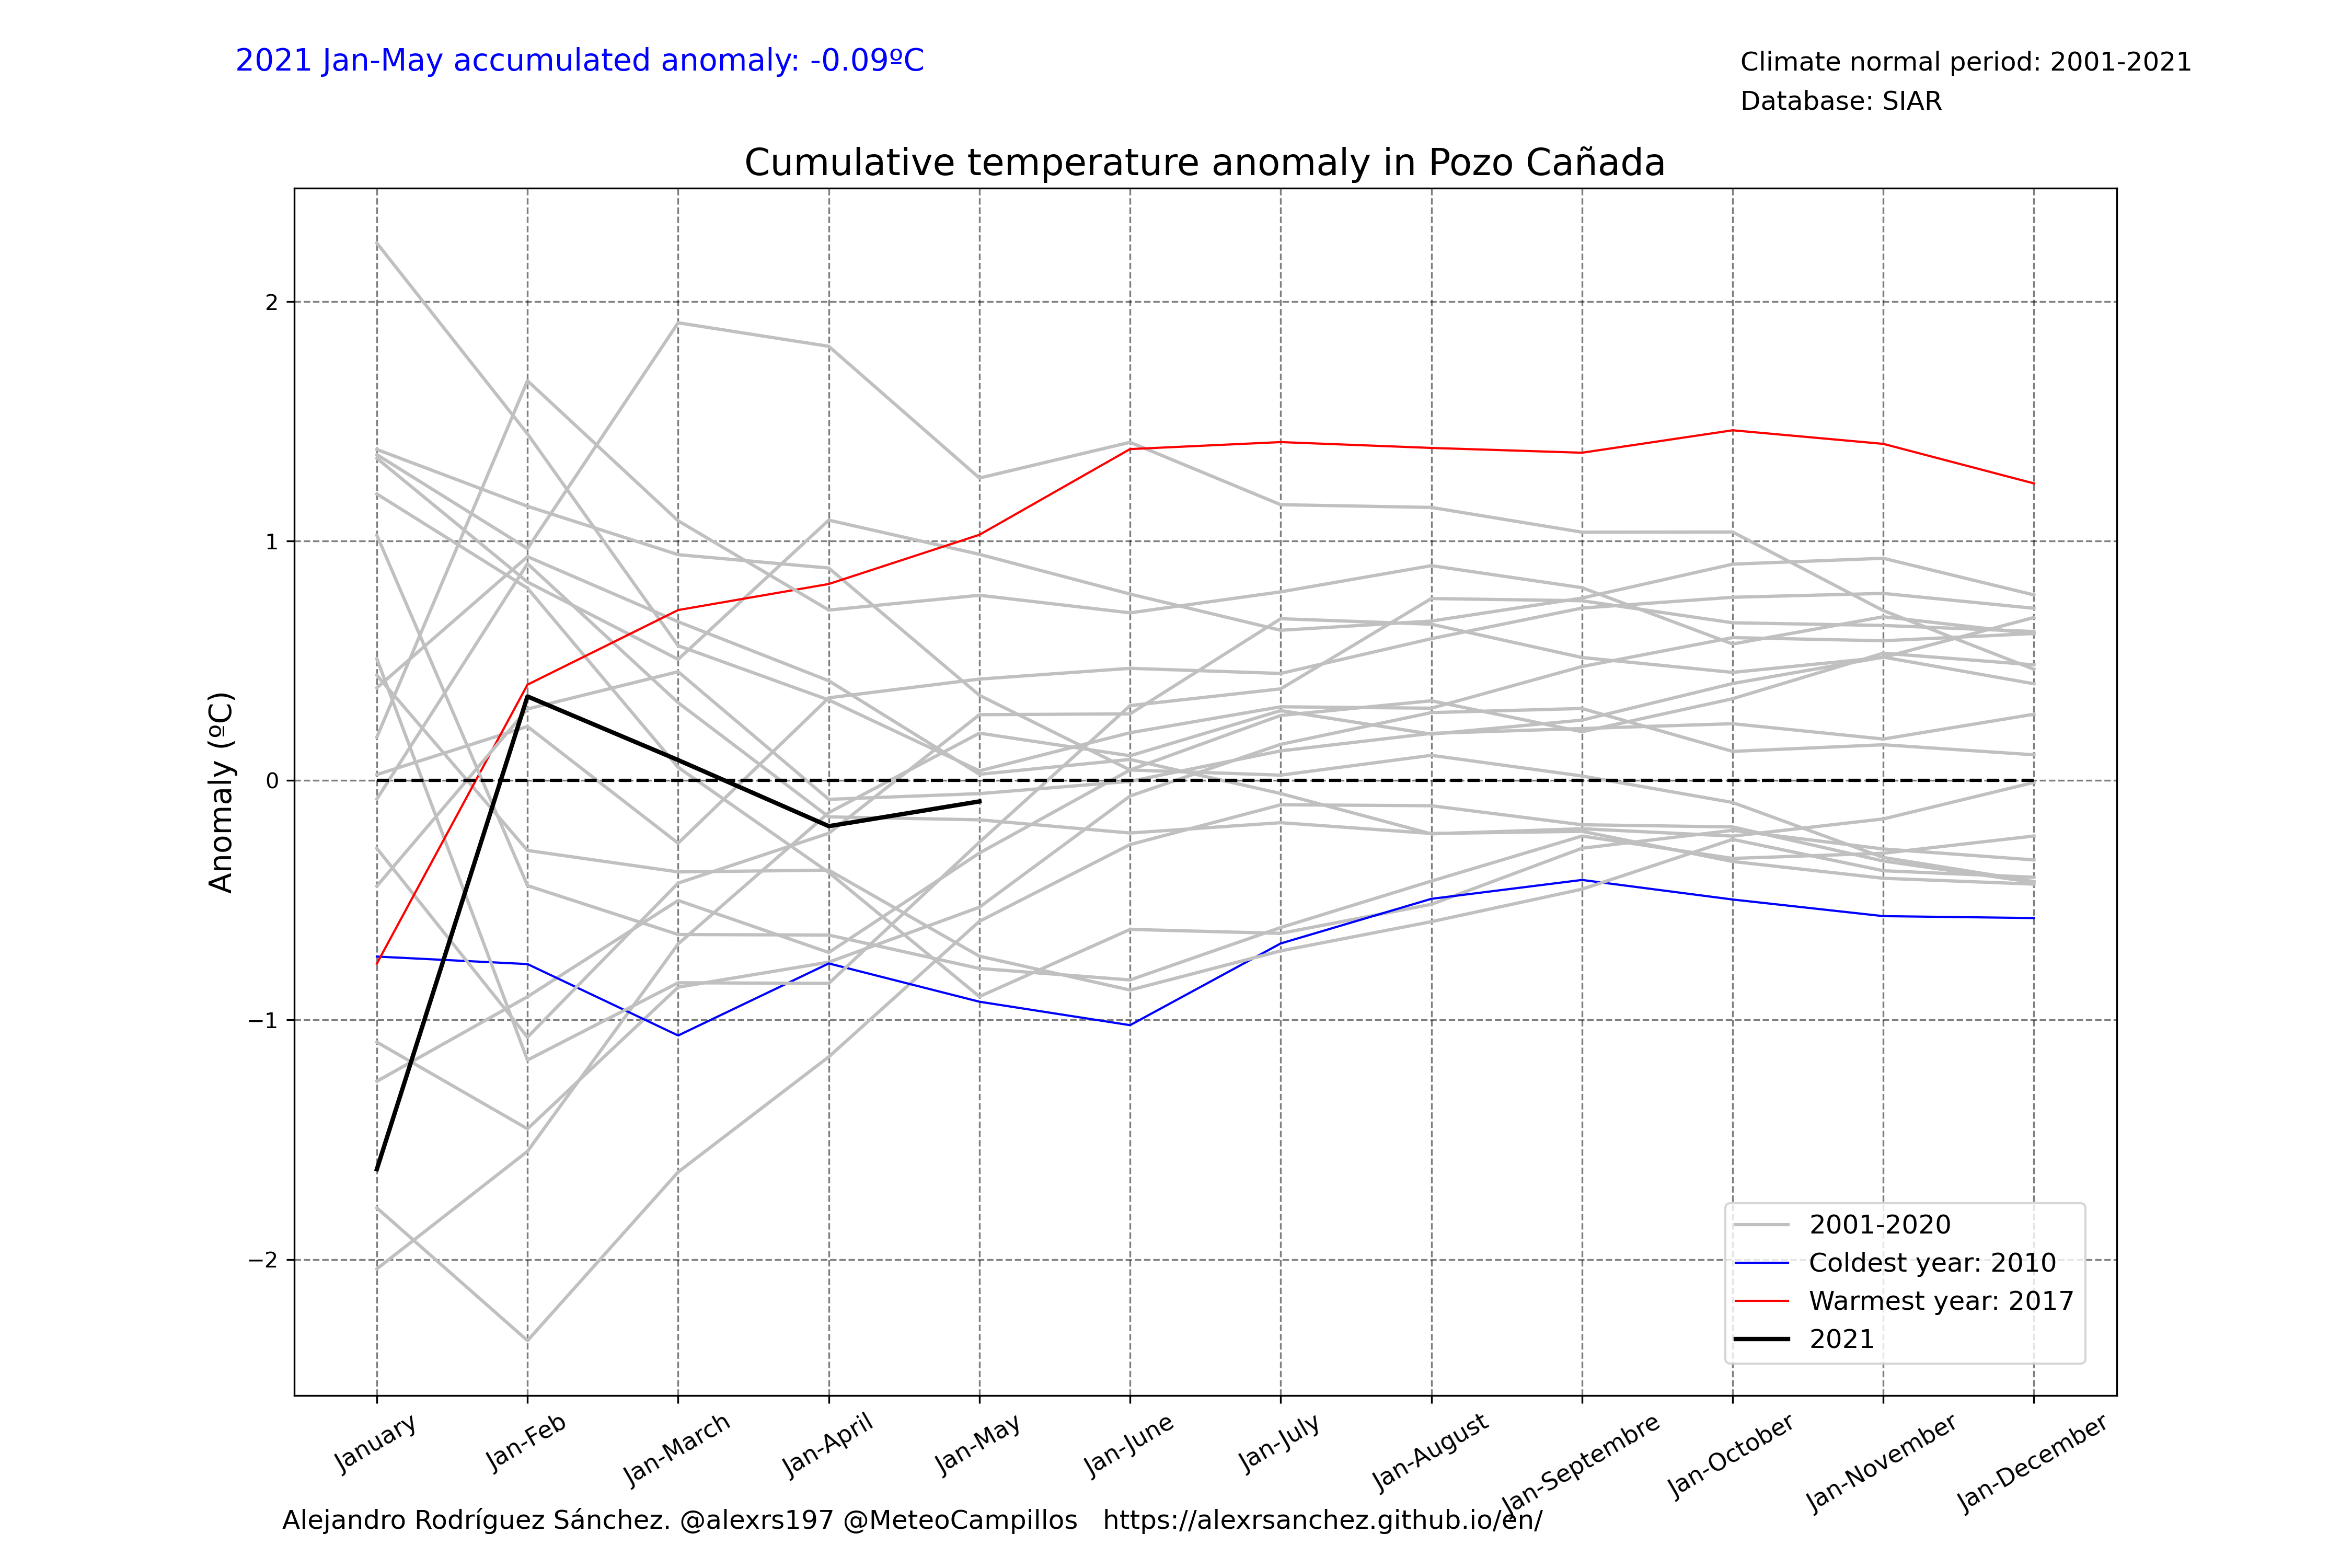 2021 Jan-May accumulated anomaly: -0.09ºC
Climate normal period: 2001-2021
Database: SIAR
Cumulative temperature anomaly in Pozo Cañada
Anomaly (ºC)
2
1
0
−1
−2
2001-2020
Coldest year: 2010
Warmest year: 2017
2021
January
Jan-Feb
Jan-March
Jan-April
Jan-May
Jan-June
Jan-July
Jan-August
Jan-Septembre
Jan-October
Jan-November
Jan-December
Alejandro Rodríguez Sánchez. @alexrs197 @MeteoCampillos   https://alexrsanchez.github.io/en/